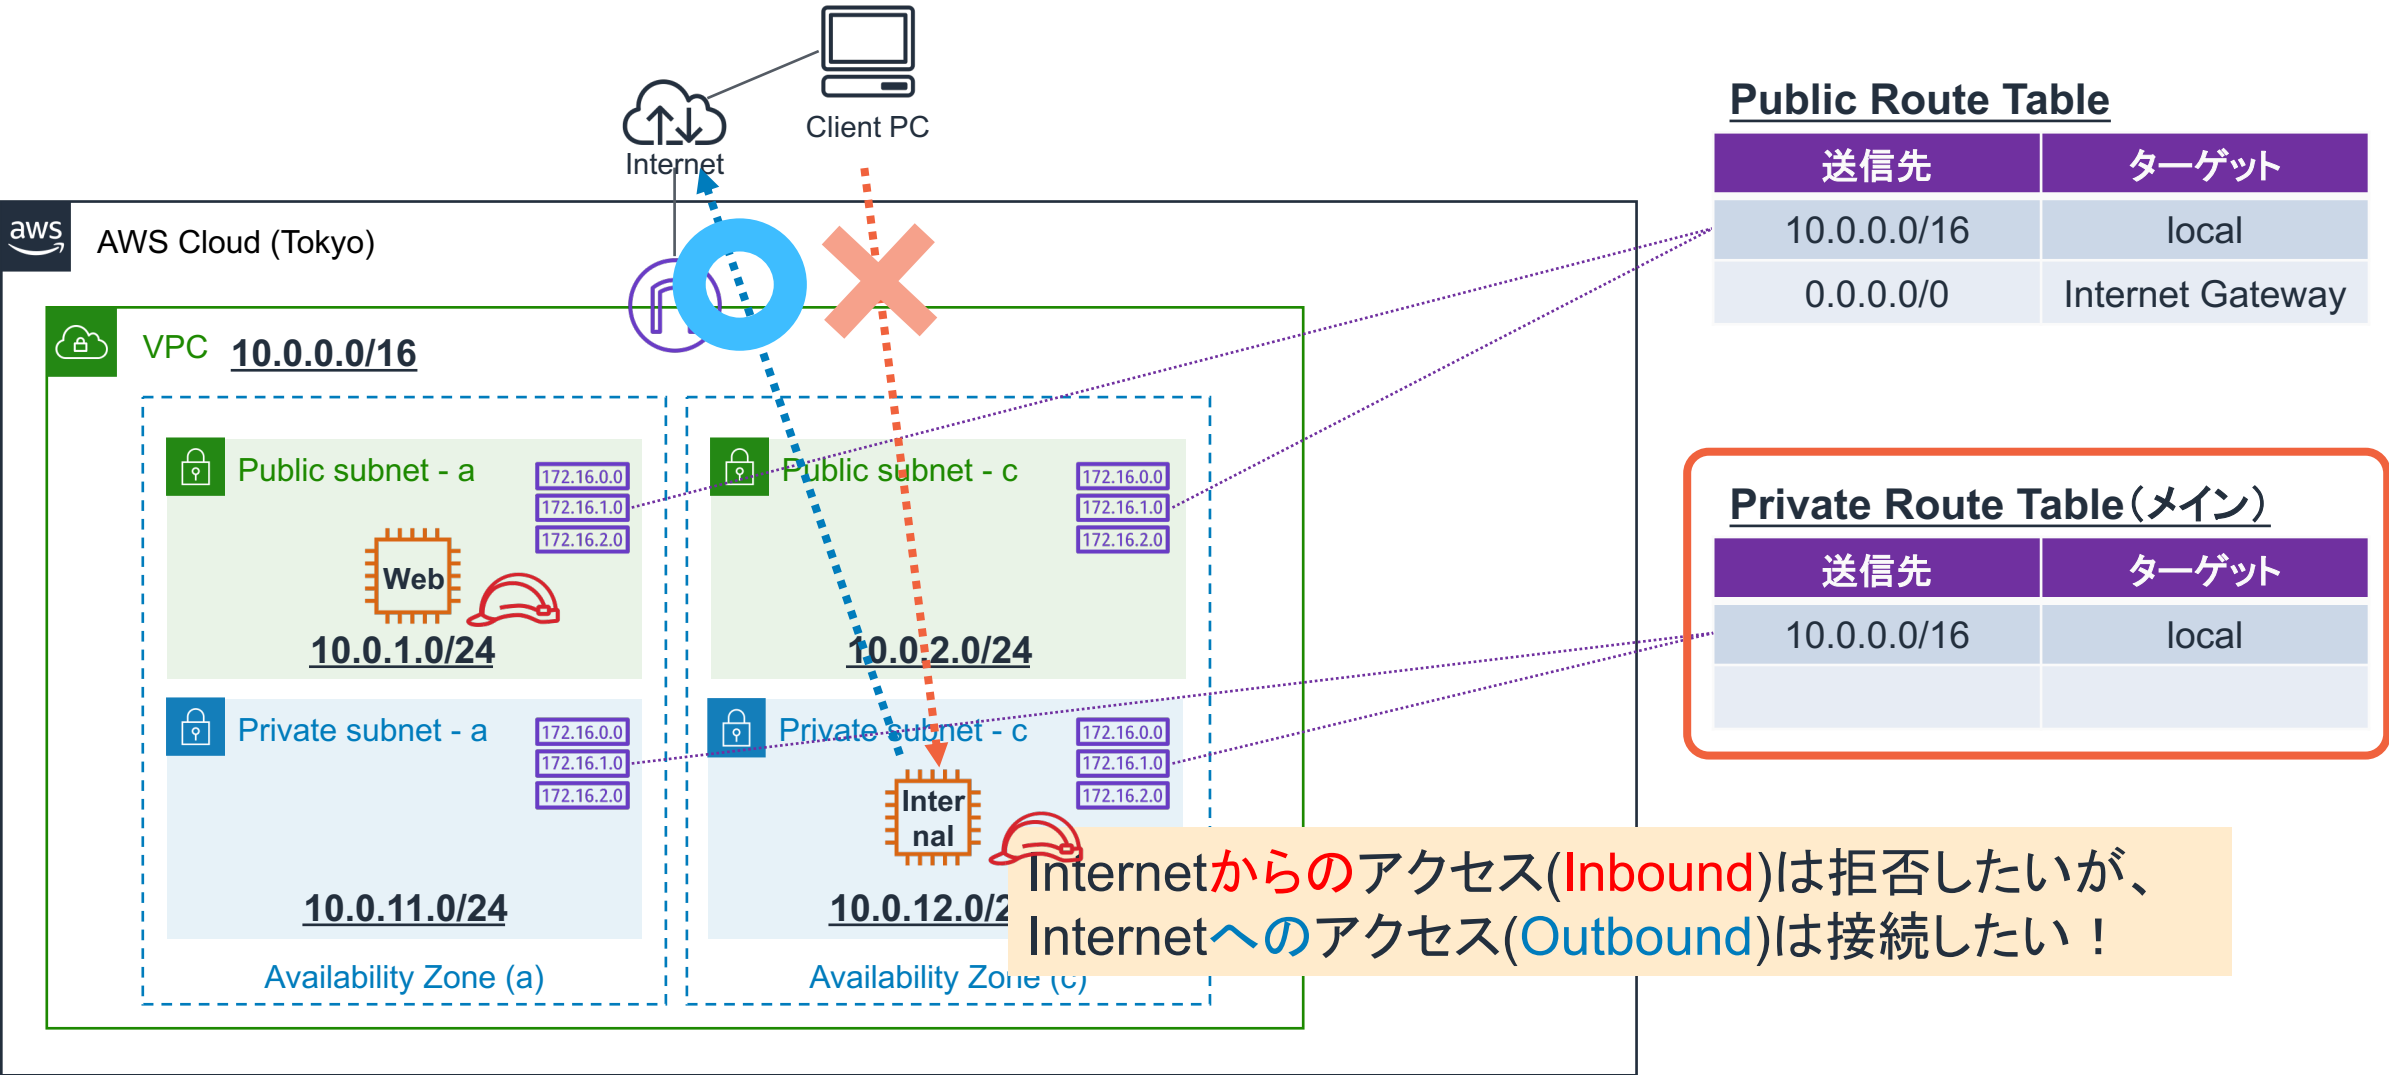 Client PC
Internet
aws
AWS Cloud (Tokyo)
VPC 10.0.0.0/16
Public subnet - a
172.16.0.0
172.16.1.0
172.16.2.0
Web
10.0.1.0/24
Public subnet - c
172.16.0.0
172.16.1.0
172.16.2.0
10.0.2.0/24
Private subnet - a
172.16.0.0
172.16.1.0
172.16.2.0
10.0.11.0/24
Availability Zone (a)
Private subnet - c
172.16.0.0
172.16.1.0
172.16.2.0
Inter
nal
10.0.12.0/2
Availability Zone (c)
Public Route Table
送信先 ターゲット
10.0.0.0/16 local
0.0.0.0/0 Internet Gateway
Private Route Table（メイン）
送信先 ターゲット
10.0.0.0/16 local
Internetからのアクセス(Inbound)は拒否したいが、
Internetへのアクセス(Outbound)は接続したい！